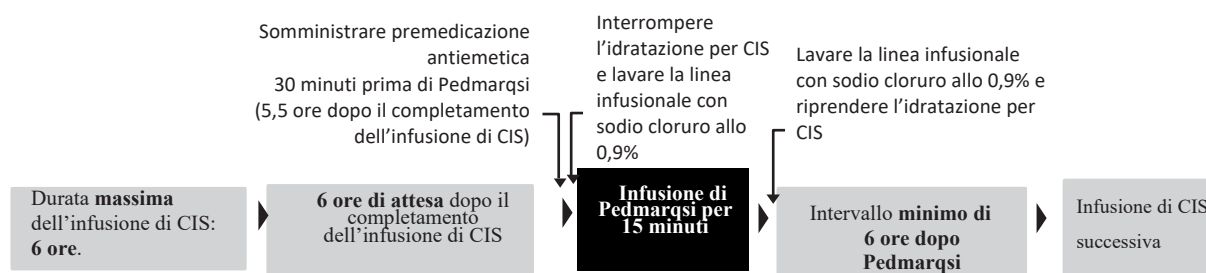 Somministrare premedicazione
antiemetica
30 minuti prima di Pedmarqsi
(5,5 ore dopo il completamento
dell’infusione di CIS)
Interrompere
l’idratazione per CIS
e lavare la linea
infusionale con
sodio cloruro allo
0,9%
Lavare la linea infusionale
con sodio cloruro allo 0,9% e
riprendere l’idratazione per
CIS
Durata massima
dell’infusione di CIS:
6 ore.
6 ore di attesa dopo il
completamento
dell’infusione di CIS
Infusione di
Pedmarqsi per
15 minuti
Intervallo minimo di
6 ore dopo
Pedmarqsi
Infusione di CIS
successiva